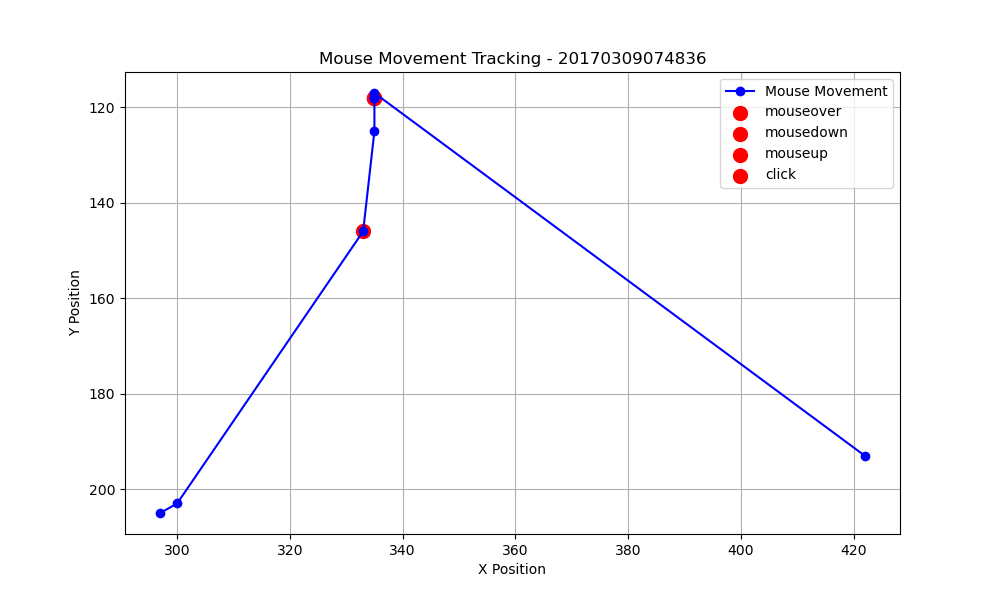 Mouse Movement Tracking - 20170309074836
Mouse Movement
mouseover
mousedown
mouseup
click
120
140
160
180
200
Y Position
300 320 340 360 380 400 420
X Position